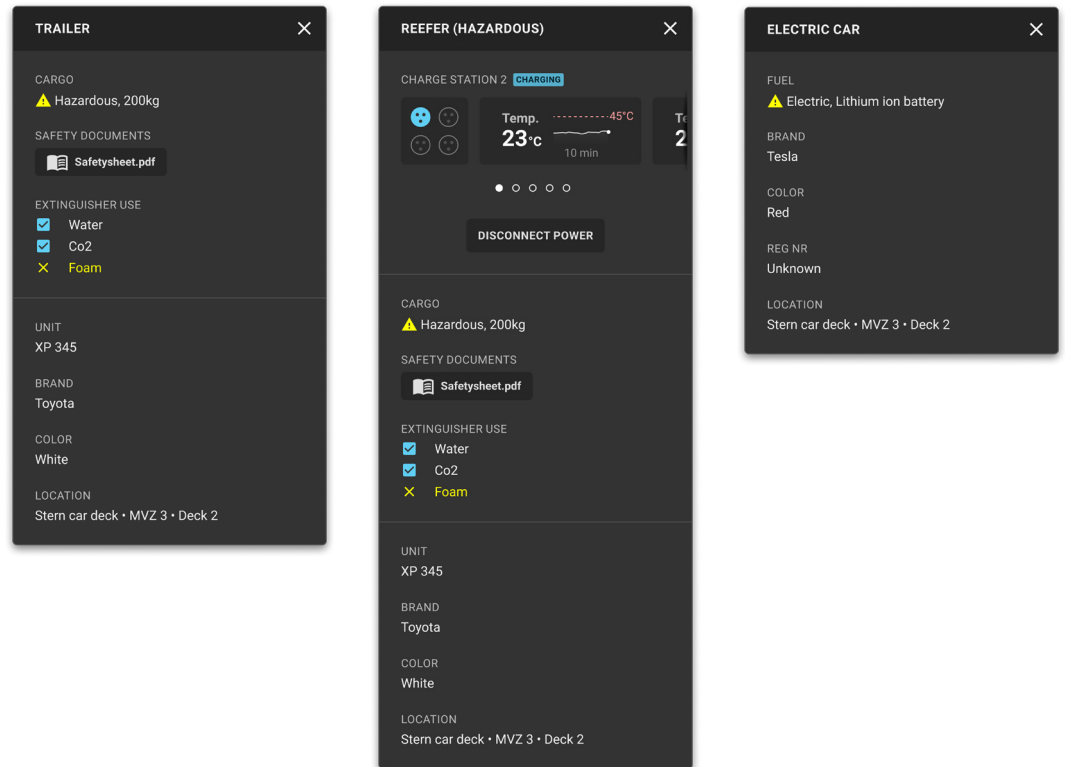 TRAILER
CARGO
Hazardous, 200kg
SAFETY DOCUMENTS
Safetysheet.pdf
EXTINGUISHER USE
Water
Co2
Foam
UNIT
XP 345
BRAND
Toyota
COLOR
White
LOCATION
Stern car deck • MVZ 3 • Deck 2
REEFER (HAZARDOUS)
CHARGE STATION 2 CHARGING
Temp.
23°C
45°C
10 min
DISCONNECT POWER
CARGO
Hazardous, 200kg
SAFETY DOCUMENTS
Safetysheet.pdf
EXTINGUISHER USE
Water
Co2
Foam
UNIT
XP 345
BRAND
Toyota
COLOR
White
LOCATION
Stern car deck • MVZ 3 • Deck 2
ELECTRIC CAR
FUEL
Electric, Lithium ion battery
BRAND
Tesla
COLOR
Red
REG NR
Unknown
LOCATION
Stern car deck • MVZ 3 • Deck 2